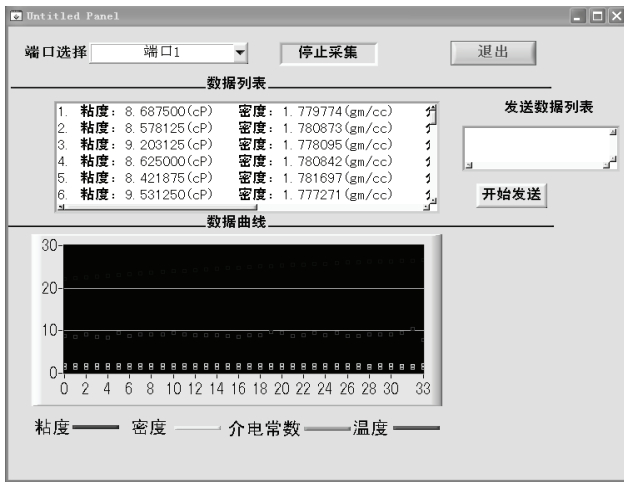 Untitled Panel
端口选择 端口1 停止采集 退出
数据列表
1. 粘度: 8.687500(cP) 密度: 1.779774(gm/cc)
2. 粘度: 8.578125(cP) 密度: 1.780873(gm/cc)
3. 粘度: 9.203125(cP) 密度: 1.778095(gm/cc)
4. 粘度: 8.625000(cP) 密度: 1.780842(gm/cc)
5. 粘度: 8.421875(cP) 密度: 1.781697(gm/cc)
6. 粘度: 9.531250(cP) 密度: 1.777271(gm/cc)
发送数据列表
开始发送
数据曲线
30
20
10
0
0 2 4 6 8 10 12 14 16 18 20 22 24 26 28 30 33
粘度 密度 介电常数 温度